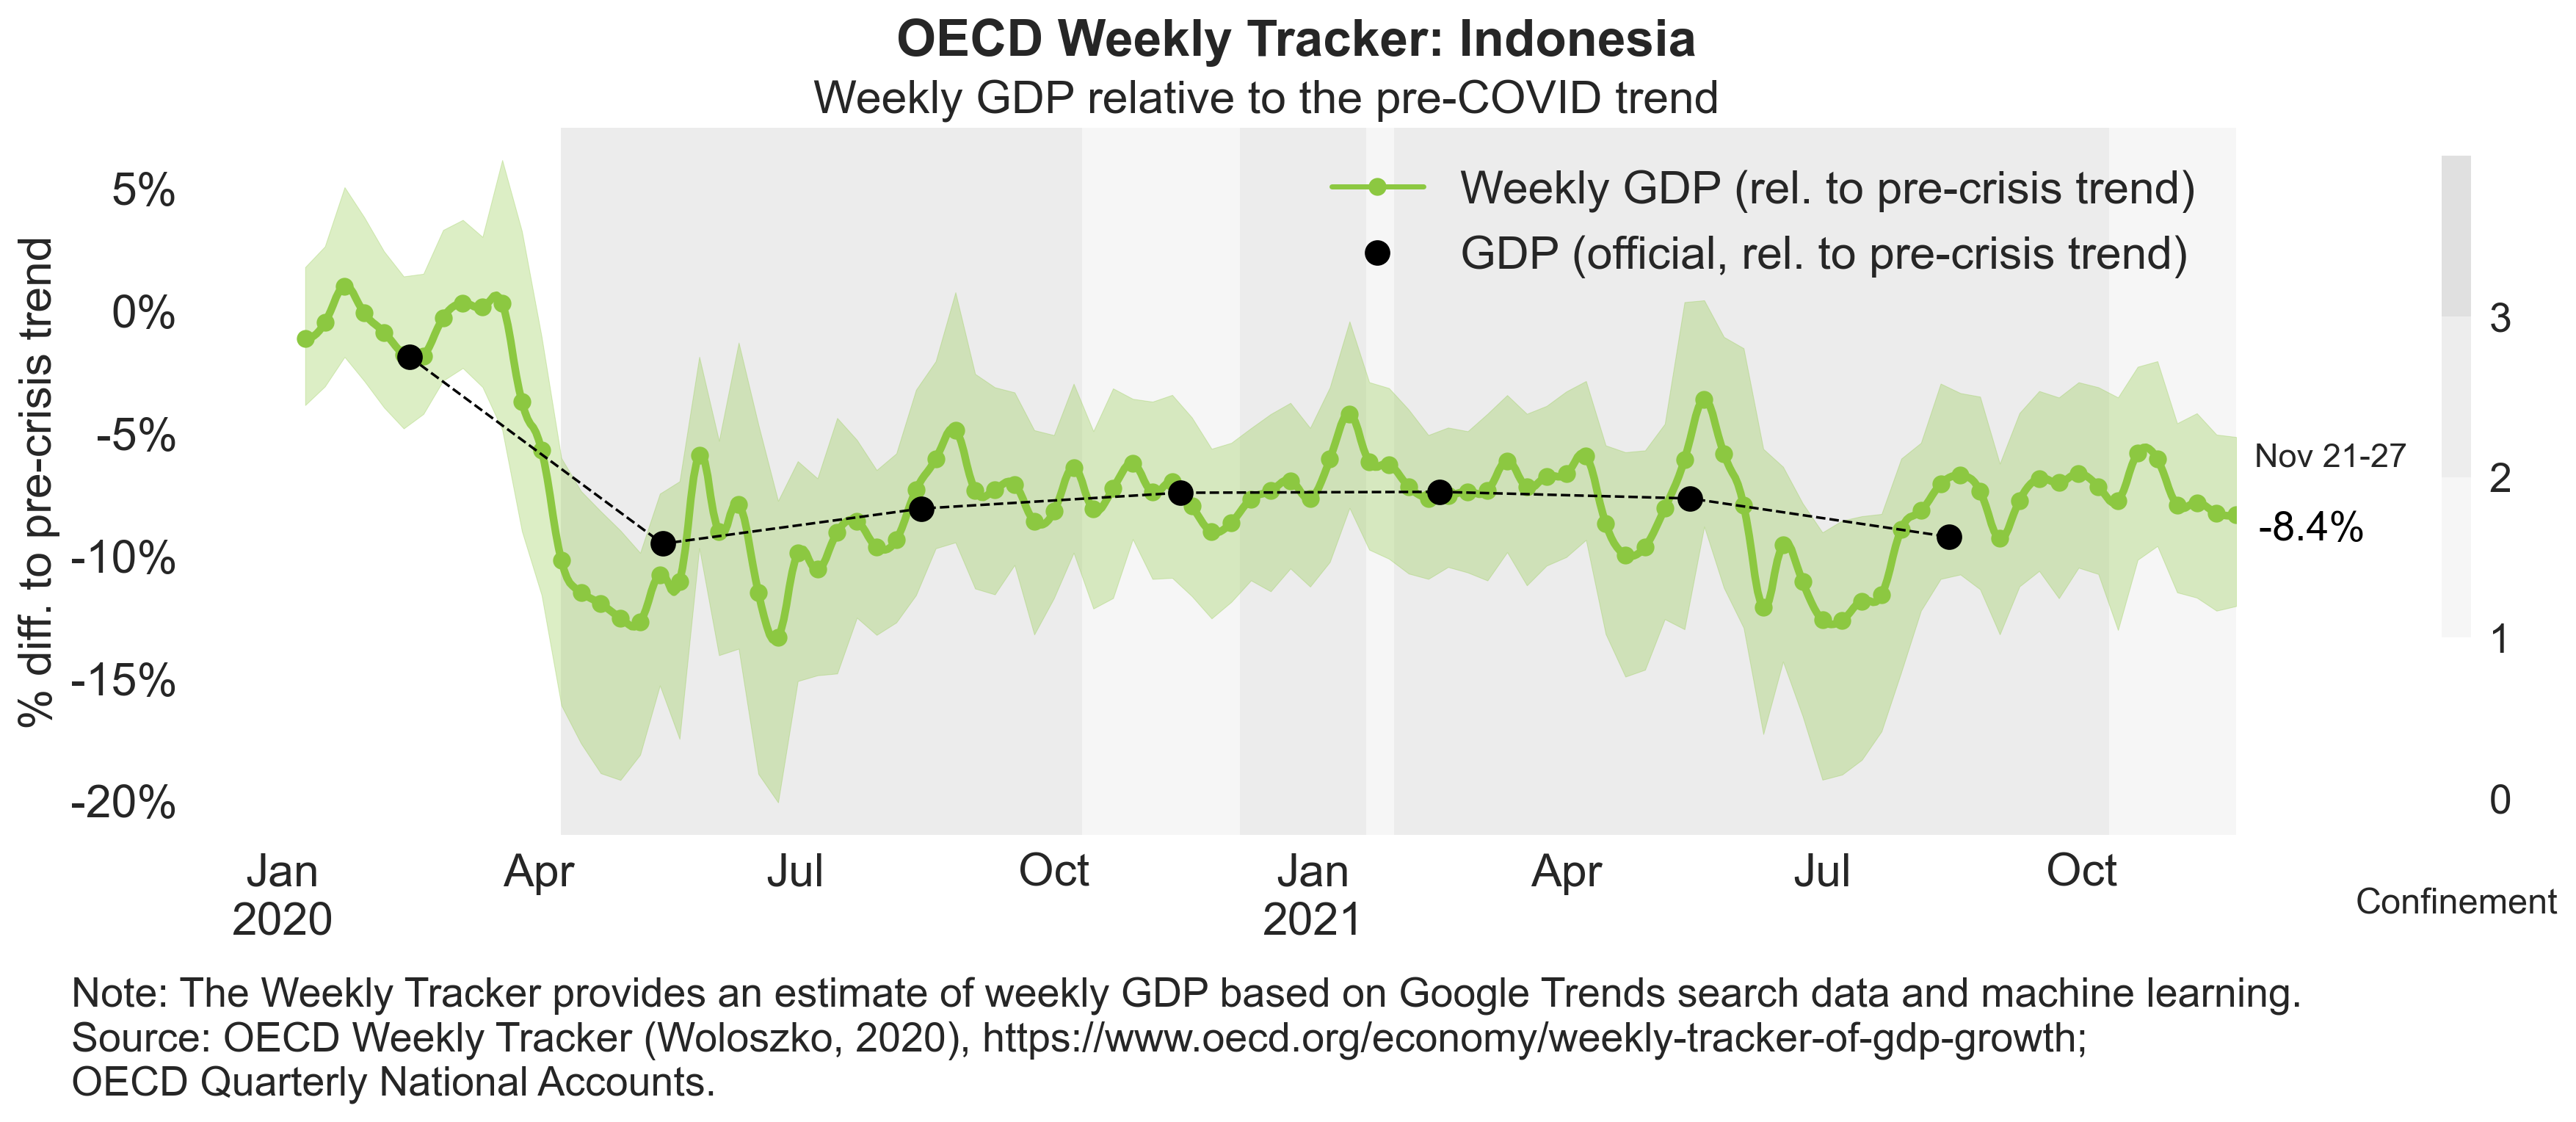 OECD Weekly Tracker: Indonesia
Weekly GDP relative to the pre-COVID trend
% diff. to pre-crisis trend
5%
0%
-5%
-10%
-15%
-20%
Weekly GDP (rel. to pre-crisis trend)
GDP (official, rel. to pre-crisis trend)
Nov 21-27
-8.4%
3
2
1
0
Confinement
Jan Apr Jul Oct Jan Apr Jul Oct
2020 2021
Note: The Weekly Tracker provides an estimate of weekly GDP based on Google Trends search data and machine learning.
Source: OECD Weekly Tracker (Woloszko, 2020), https://www.oecd.org/economy/weekly-tracker-of-gdp-growth;
OECD Quarterly National Accounts.